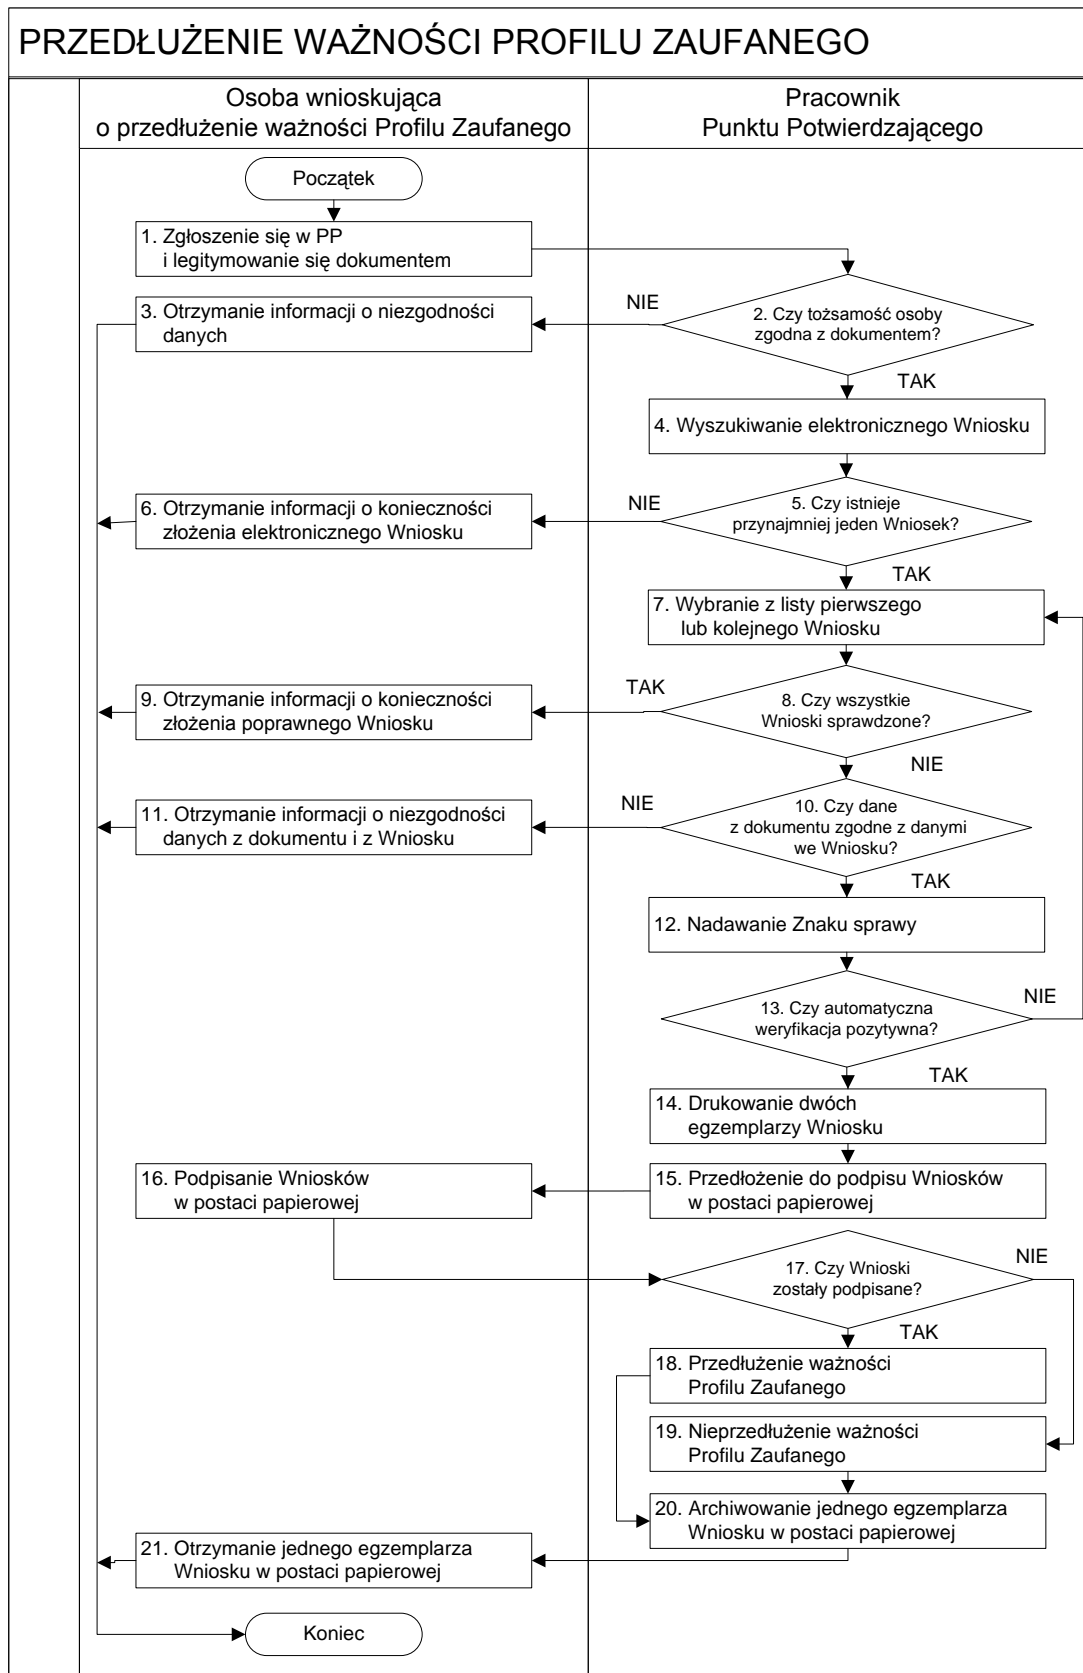 PRZEDŁUŻENIE WAŻNOŚCI PROFILU ZAUFANEGO
Osoba wnioskująca
o przedłużenie ważności Profilu Zaufanego
Pracownik
Punktu Potwierdzającego
Początek
1. Zgłoszenie się w PP
i legitymowanie się dokumentem
2. Czy tożsamość osoby
zgodna z dokumentem?
NIE
3. Otrzymanie informacji o niezgodności
danych
TAK
4. Wyszukiwanie elektronicznego Wniosku
5. Czy istnieje
przynajmniej jeden Wniosek?
NIE
6. Otrzymanie informacji o konieczności
złożenia elektronicznego Wniosku
TAK
7. Wybranie z listy pierwszego
lub kolejnego Wniosku
8. Czy wszystkie
Wnioski sprawdzone?
TAK
9. Otrzymanie informacji o konieczności
złożenia poprawnego Wniosku
NIE
10. Czy dane
z dokumentu zgodne z danymi
we Wniosku?
NIE
11. Otrzymanie informacji o niezgodności
danych z dokumentu i z Wniosku
TAK
12. Nadawanie Znaku sprawy
13. Czy automatyczna
weryfikacja pozytywna?
NIE
TAK
14. Drukowanie dwóch
egzemplarzy Wniosku
15. Przedłożenie do podpisu Wniosków
w postaci papierowej
16. Podpisanie Wniosków
w postaci papierowej
17. Czy Wnioski
zostały podpisane?
NIE
TAK
18. Przedłużenie ważności
Profilu Zaufanego
19. Nieprzedłużenie ważności
Profilu Zaufanego
20. Archiwowanie jednego egzemplarza
Wniosku w postaci papierowej
21. Otrzymanie jednego egzemplarza
Wniosku w postaci papierowej
Koniec